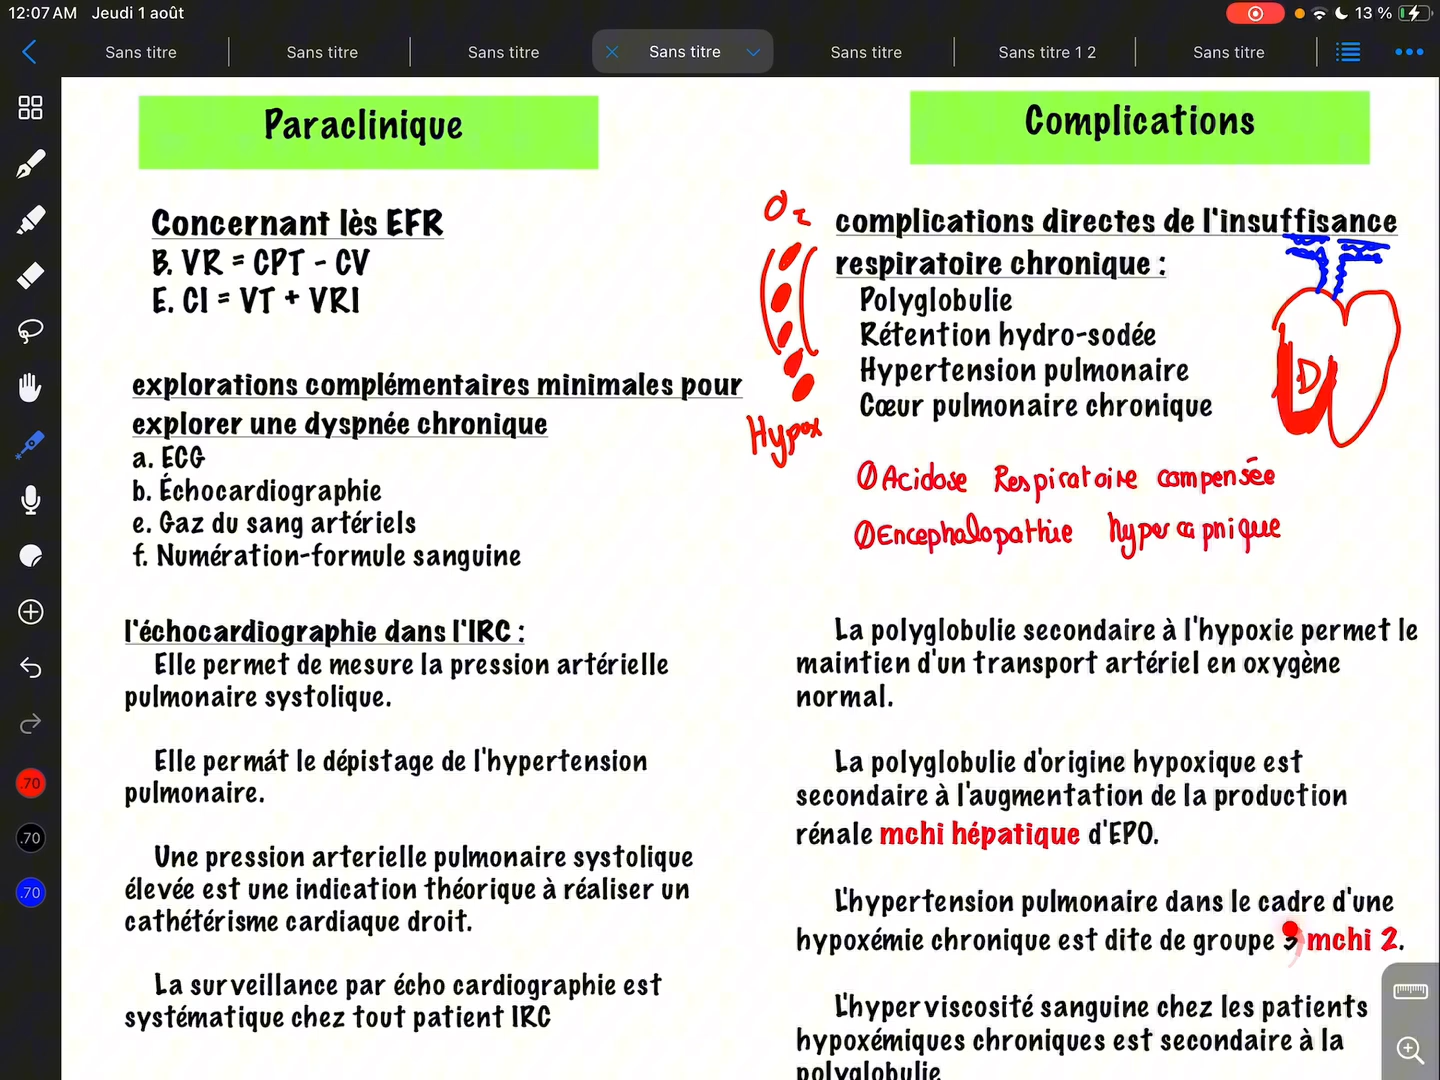 12:07 AM Jeudi 1 août
13 %
Sans titre
Sans titre
Sans titre
Sans titre
Sans titre
Sans titre 1 2
Sans titre
Paraclinique
Concernant lès EFR
B. VR = CPT - CV
E. CI = VT + VRI
explorations complémentaires minimales pour
explorer une dyspnée chronique
a. ECG
b. Échocardiographie
e. Gaz du sang artériels
f. Numération-formule sanguine
l'échocardiographie dans l'IRC :
Elle permet de mesure la pression artérielle
pulmonaire systolique.
Elle permát le dépistage de l'hypertension
pulmonaire.
Une pression arterielle pulmonaire systolique
élevée est une indication théorique à réaliser un
cathétérisme cardiaque droit.
La surveillance par écho cardiographie est
systématique chez tout patient IRC
Complications
O2
Hypox
complications directes de l'insuffisance
respiratoire chronique :
Polyglobulie
Rétention hydro-sodée
Hypertension pulmonaire
Cœur pulmonaire chronique
D
Ø Acidose Respiratoire compensée
Ø Encephalopathie hypercapnique
La polyglobulie secondaire à l'hypoxie permet le
maintien d'un transport artériel en oxygène
normal.
La polyglobulie d'origine hypoxique est
secondaire à l'augmentation de la production
rénale mchi hépatique d'EPO.
L'hypertension pulmonaire dans le cadre d'une
hypoxémie chronique est dite de groupe 3 mchi 2.
L'hyperviscosité sanguine chez les patients
hypoxémiques chroniques est secondaire à la
polyglobulie
.70
.70
.70